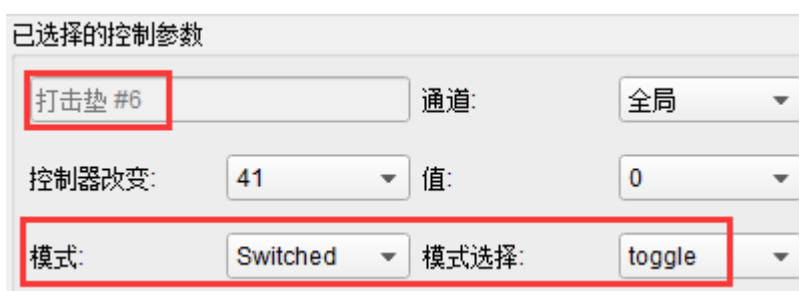 已选择的控制参数
打击垫 #6 通道: 全局
控制器改变: 41 值: 0
模式: Switched 模式选择: toggle